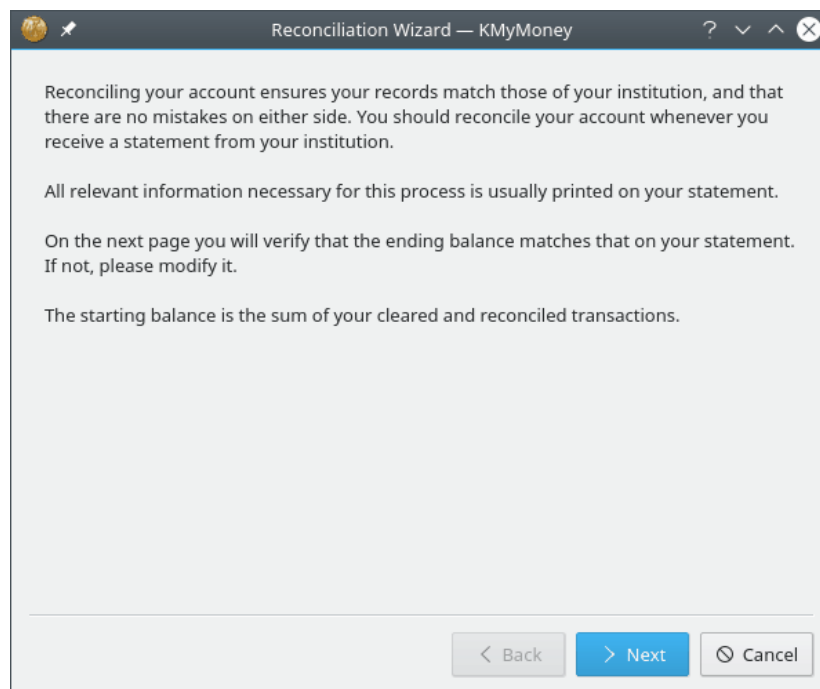 Reconciliation Wizard — KMyMoney
Reconciling your account ensures your records match those of your institution, and that
there are no mistakes on either side. You should reconcile your account whenever you
receive a statement from your institution.
All relevant information necessary for this process is usually printed on your statement.
On the next page you will verify that the ending balance matches that on your statement.
If not, please modify it.
The starting balance is the sum of your cleared and reconciled transactions.
Back Next Cancel